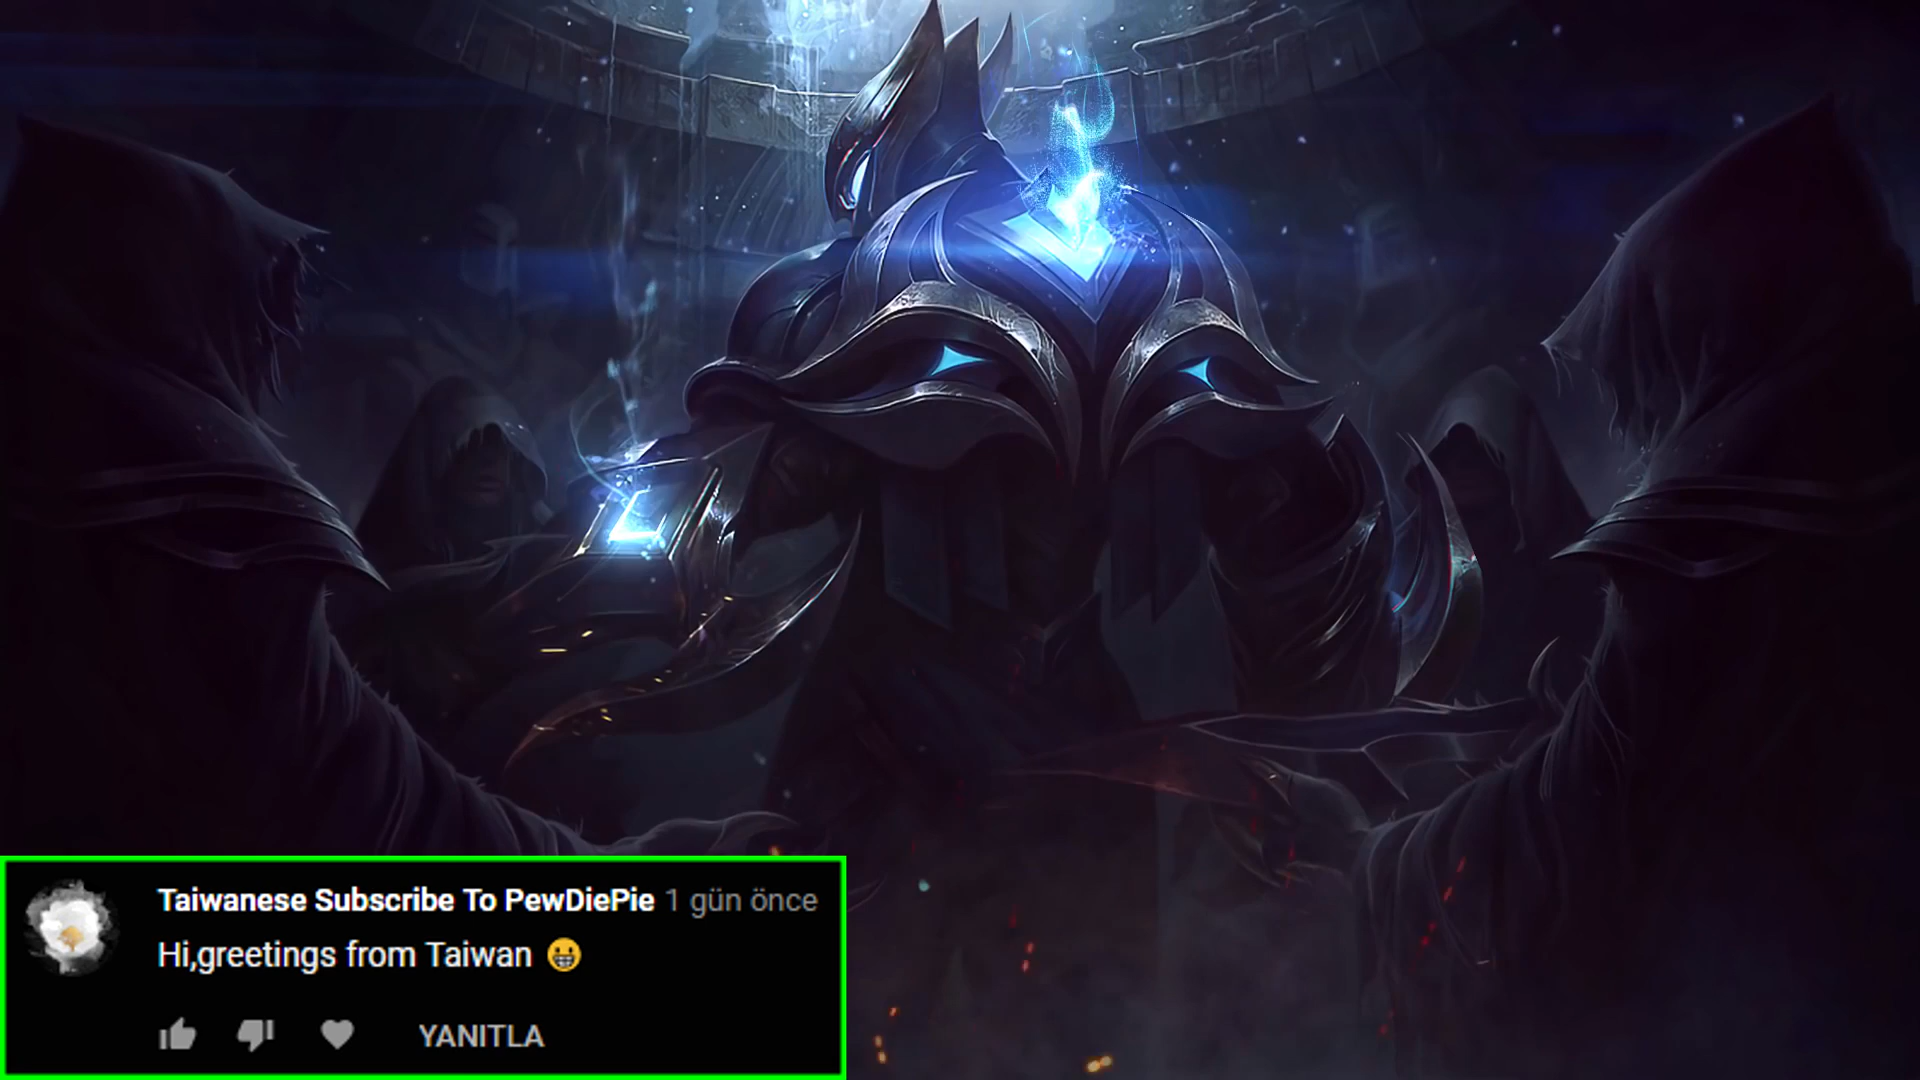 Taiwanese Subscribe To PewDiePie 1 gün önce
Hi,greetings from Taiwan 😀
YANITLA